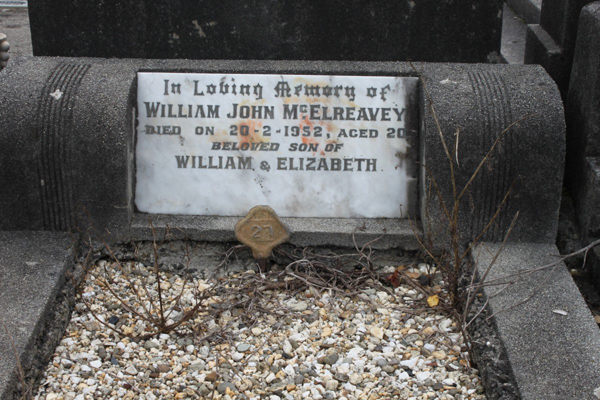 In Loving Memory of
WILLIAM JOHN McELREAVEY
DIED ON 20-2-1952, AGED 20
BELOVED SON OF
WILLIAM & ELIZABETH